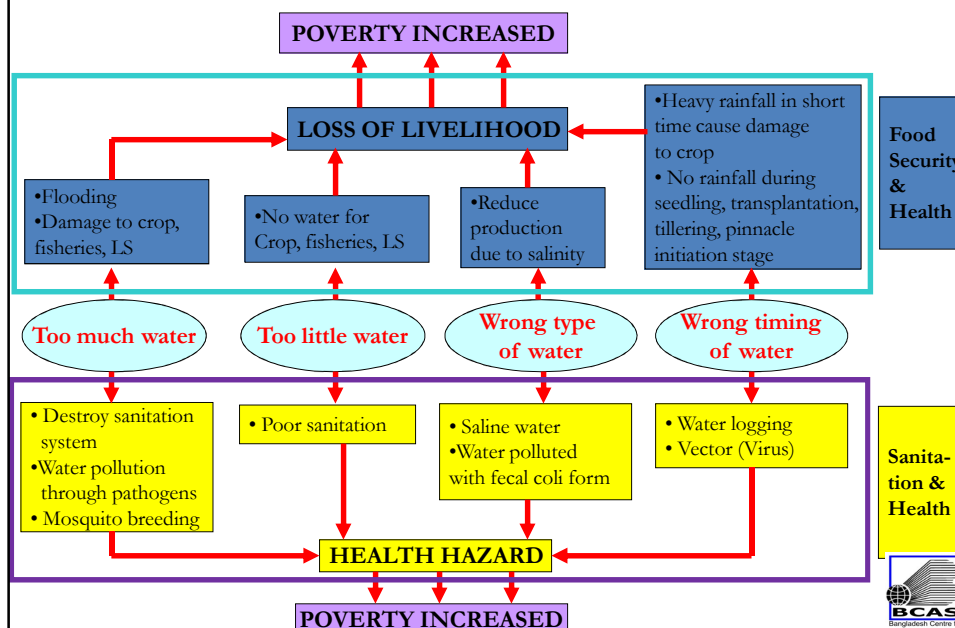 POVERTY INCREASED
LOSS OF LIVELIHOOD
•Heavy rainfall in short
time cause damage
to crop
• No rainfall during
seedling, transplantation,
tillering, pinnacle
initiation stage
Food
Security
&
Health
•Flooding
•Damage to crop,
fisheries, LS
•No water for
Crop, fisheries, LS
•Reduce
production
due to salinity
Too much water
Too little water
Wrong type
of water
Wrong timing
of water
• Destroy sanitation
system
•Water pollution
through pathogens
• Mosquito breeding
• Poor sanitation
• Saline water
•Water polluted
with fecal coli form
• Water logging
• Vector (Virus)
Sanita-
tion &
Health
HEALTH HAZARD
POVERTY INCREASED
BCAS
Bangladesh Centre